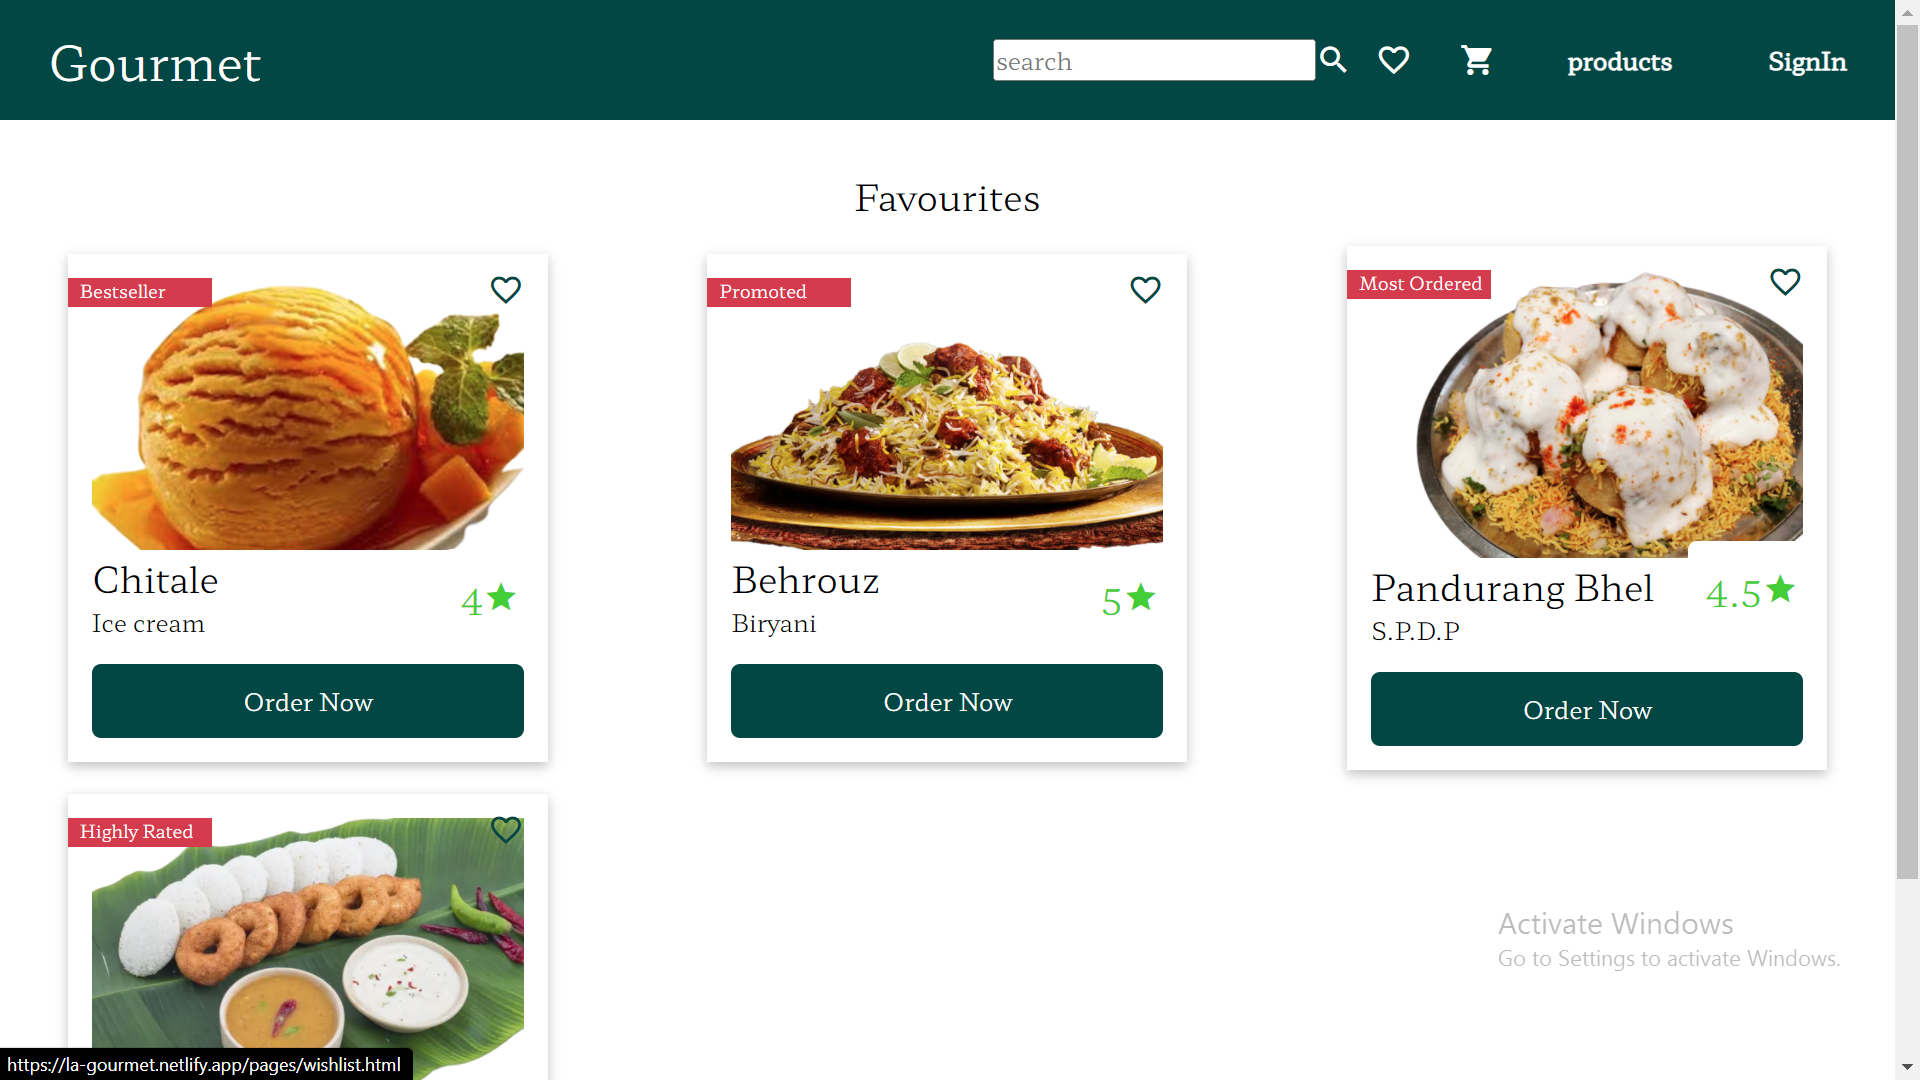 Gourmet
search
products
SignIn
Favourites
Bestseller
Chitale
4
Ice cream
Order Now
Promoted
Behrouz
5
Biryani
Order Now
Most Ordered
Pandurang Bhel
4.5
S.P.D.P
Order Now
Highly Rated
Activate Windows
Go to Settings to activate Windows.
https://la-gourmet.netlify.app/pages/wishlist.html